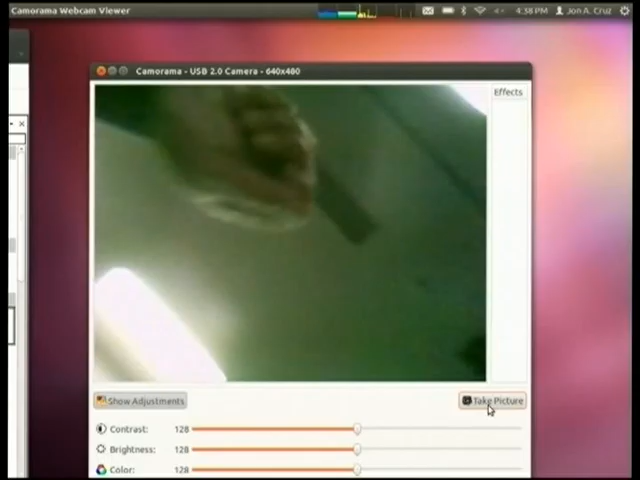 Camorama Webcam Viewer
4:38 PM
Jon A. Cruz
Camorama - USB 2.0 Camera - 640x480
Effects
Show Adjustments
Take Picture
Contrast: 128
Brightness: 128
Color: 128